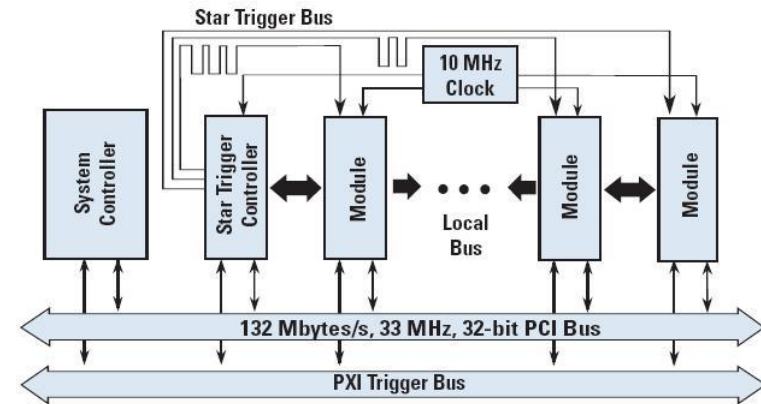 Star Trigger Bus
10 MHz
Clock
System
Controller
Star Trigger
Controller
Module
Local
Bus
Module
Module
132 Mbytes/s, 33 MHz, 32-bit PCI Bus
PXI Trigger Bus